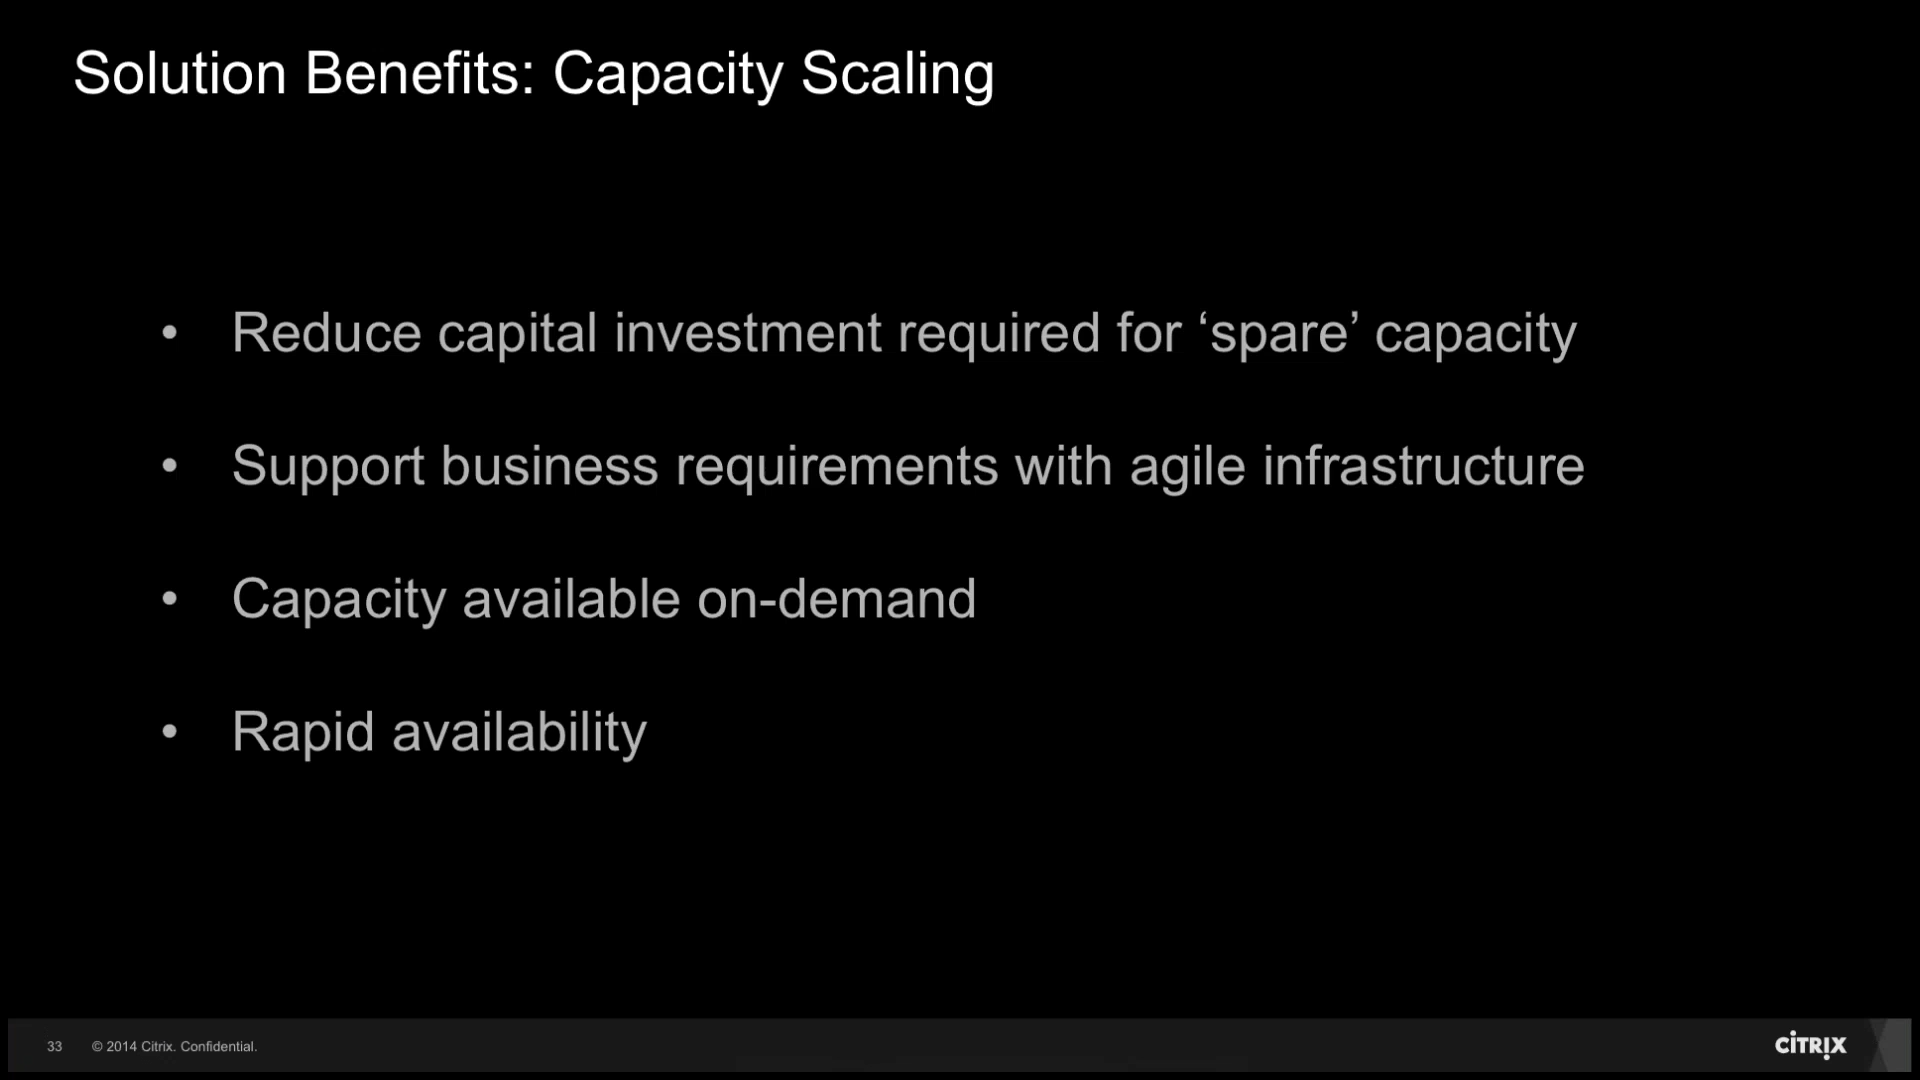 Solution Benefits: Capacity Scaling
• Reduce capital investment required for ‘spare’ capacity
• Support business requirements with agile infrastructure
• Capacity available on-demand
• Rapid availability
33 © 2014 Citrix. Confidential.
CITRIX